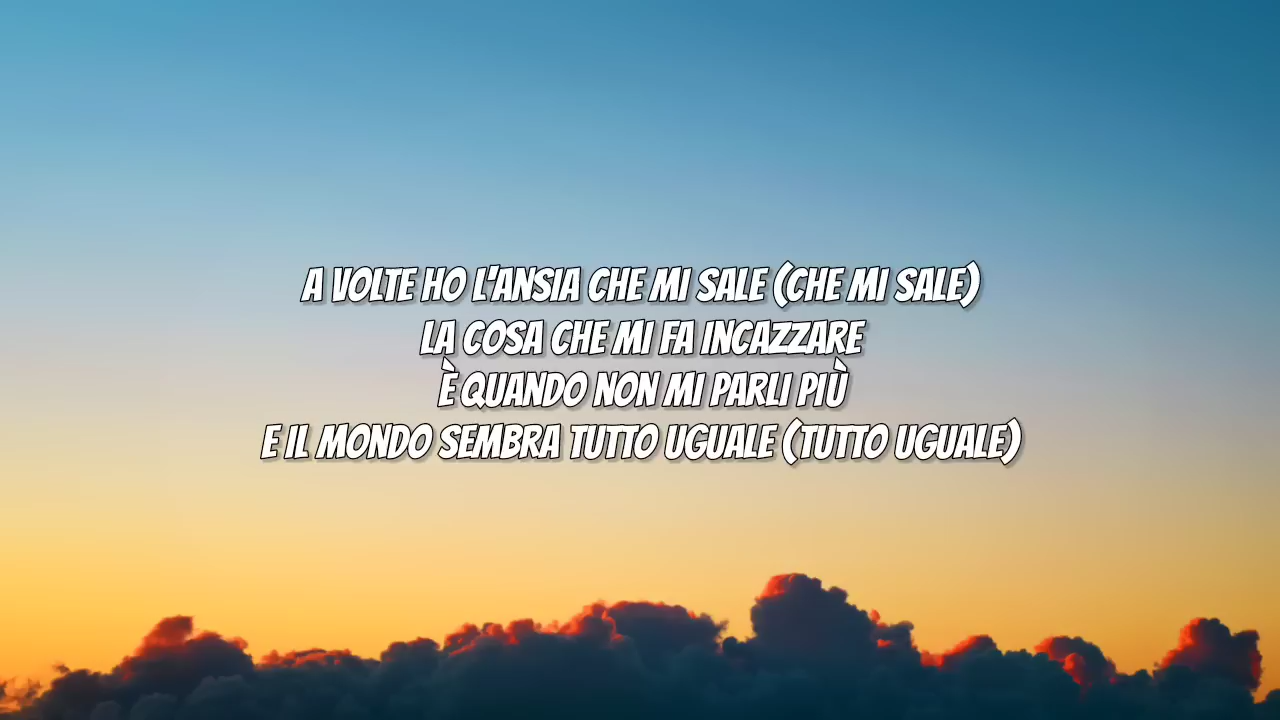 A VOLTE HO L'ANSIA CHE MI SALE (CHE MI SALE)
LA COSA CHE MI FA INCAZZARE
È QUANDO NON MI PARLI PIÙ
E IL MONDO SEMBRA TUTTO UGUALE (TUTTO UGUALE)